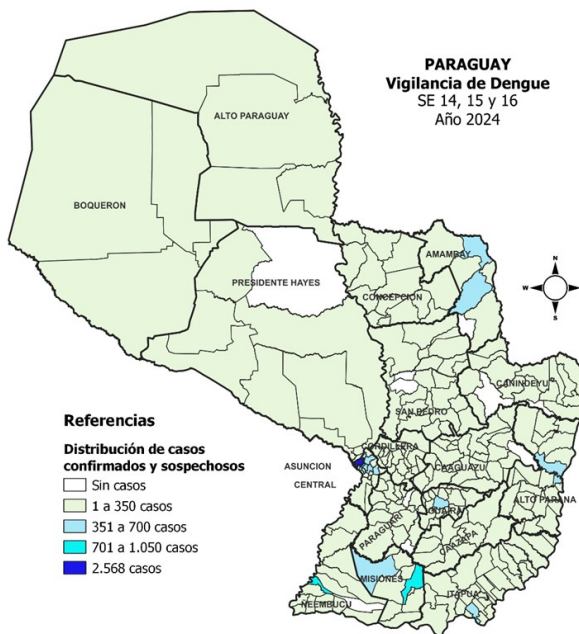 PARAGUAY
Vigilancia de Dengue
SE 14, 15 y 16
Año 2024
ALTO PARAGUAY
BOQUERON
AMAMBAY
PRESIDENTE HAYES
CONCEPCION
N
W
E
S
CANINDEYU
SAN PEDRO
Referencias
Distribución de casos
confirmados y sospechosos
Sin casos
1 a 350 casos
351 a 700 casos
701 a 1.050 casos
2.568 casos
CORDILLERA
ASUNCION
CENTRAL
CAAGUAZU
ALTO PARANA
GUAIRA
PARAGUARI
CAAZAPA
MISIONES
ITAPUA
ÑEEMBUCU